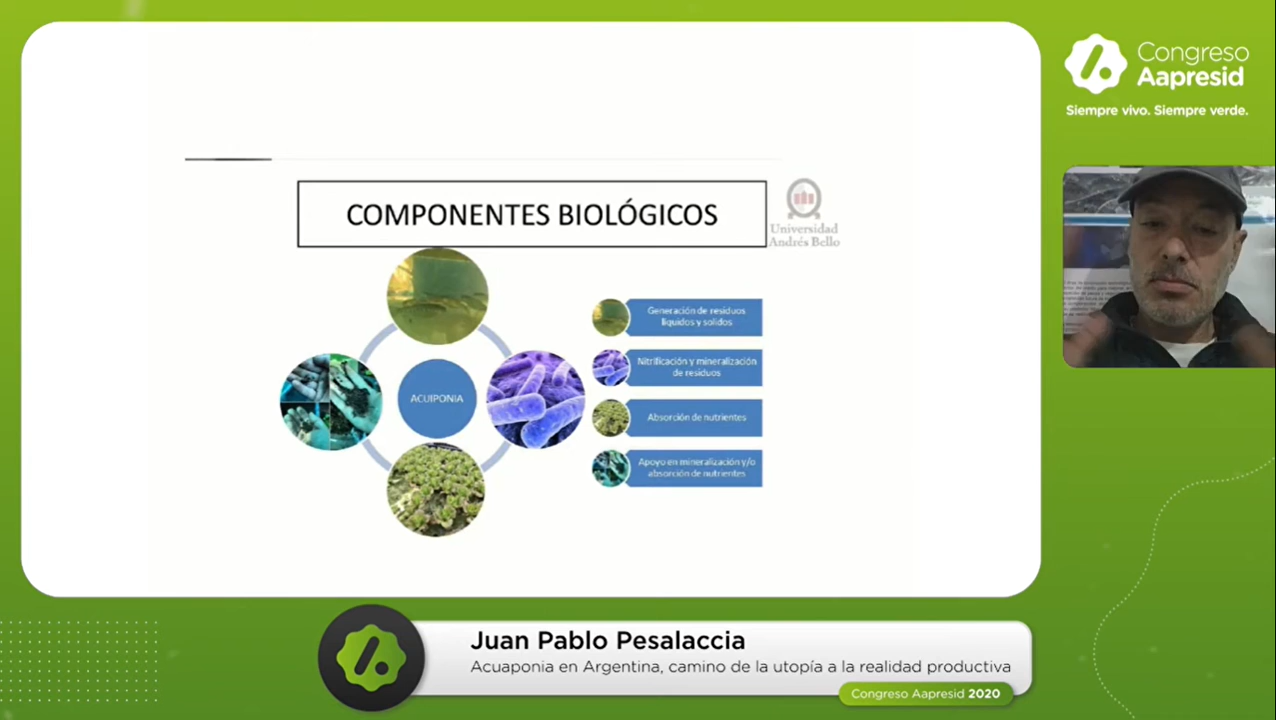 COMPONENTES BIOLÓGICOS
Universidad
Andrés Bello
ACUIPONIA
Generación de residuos
líquidos y solidos
Nitrificación y mineralización
de residuos
Absorción de nutrientes
Apoyo en mineralización y/o
absorción de nutrientes
Congreso
Aapresid
Siempre vivo. Siempre verde.
Juan Pablo Pesalaccia
Acuaponia en Argentina, camino de la utopía a la realidad productiva
Congreso Aapresid 2020